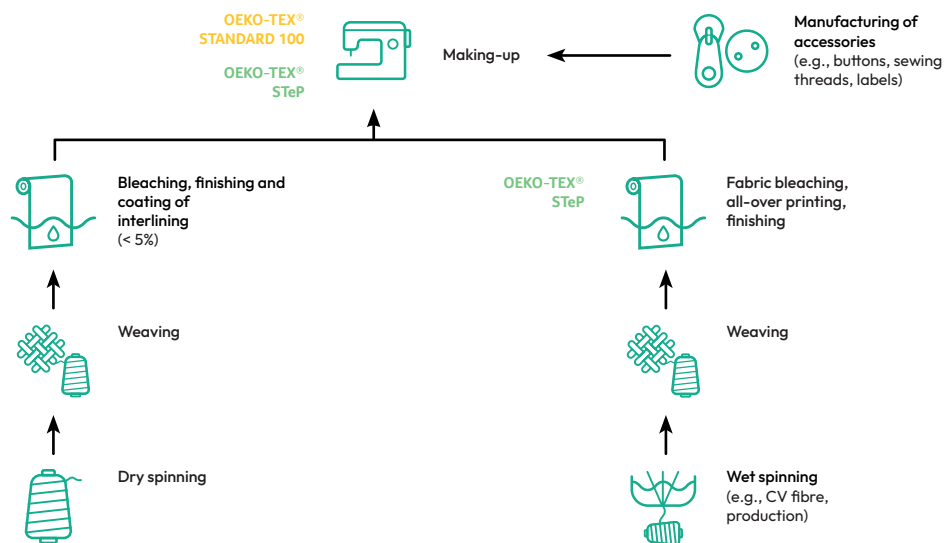 OEKO-TEX®
STANDARD 100
OEKO-TEX®
STeP
Making-up
Manufacturing of
accessories
(e.g., buttons, sewing
threads, labels)
Bleaching, finishing and
coating of
interlining
(< 5%)
OEKO-TEX®
STeP
Fabric bleaching,
all-over printing,
finishing
Weaving
Weaving
Dry spinning
Wet spinning
(e.g., CV fibre,
production)